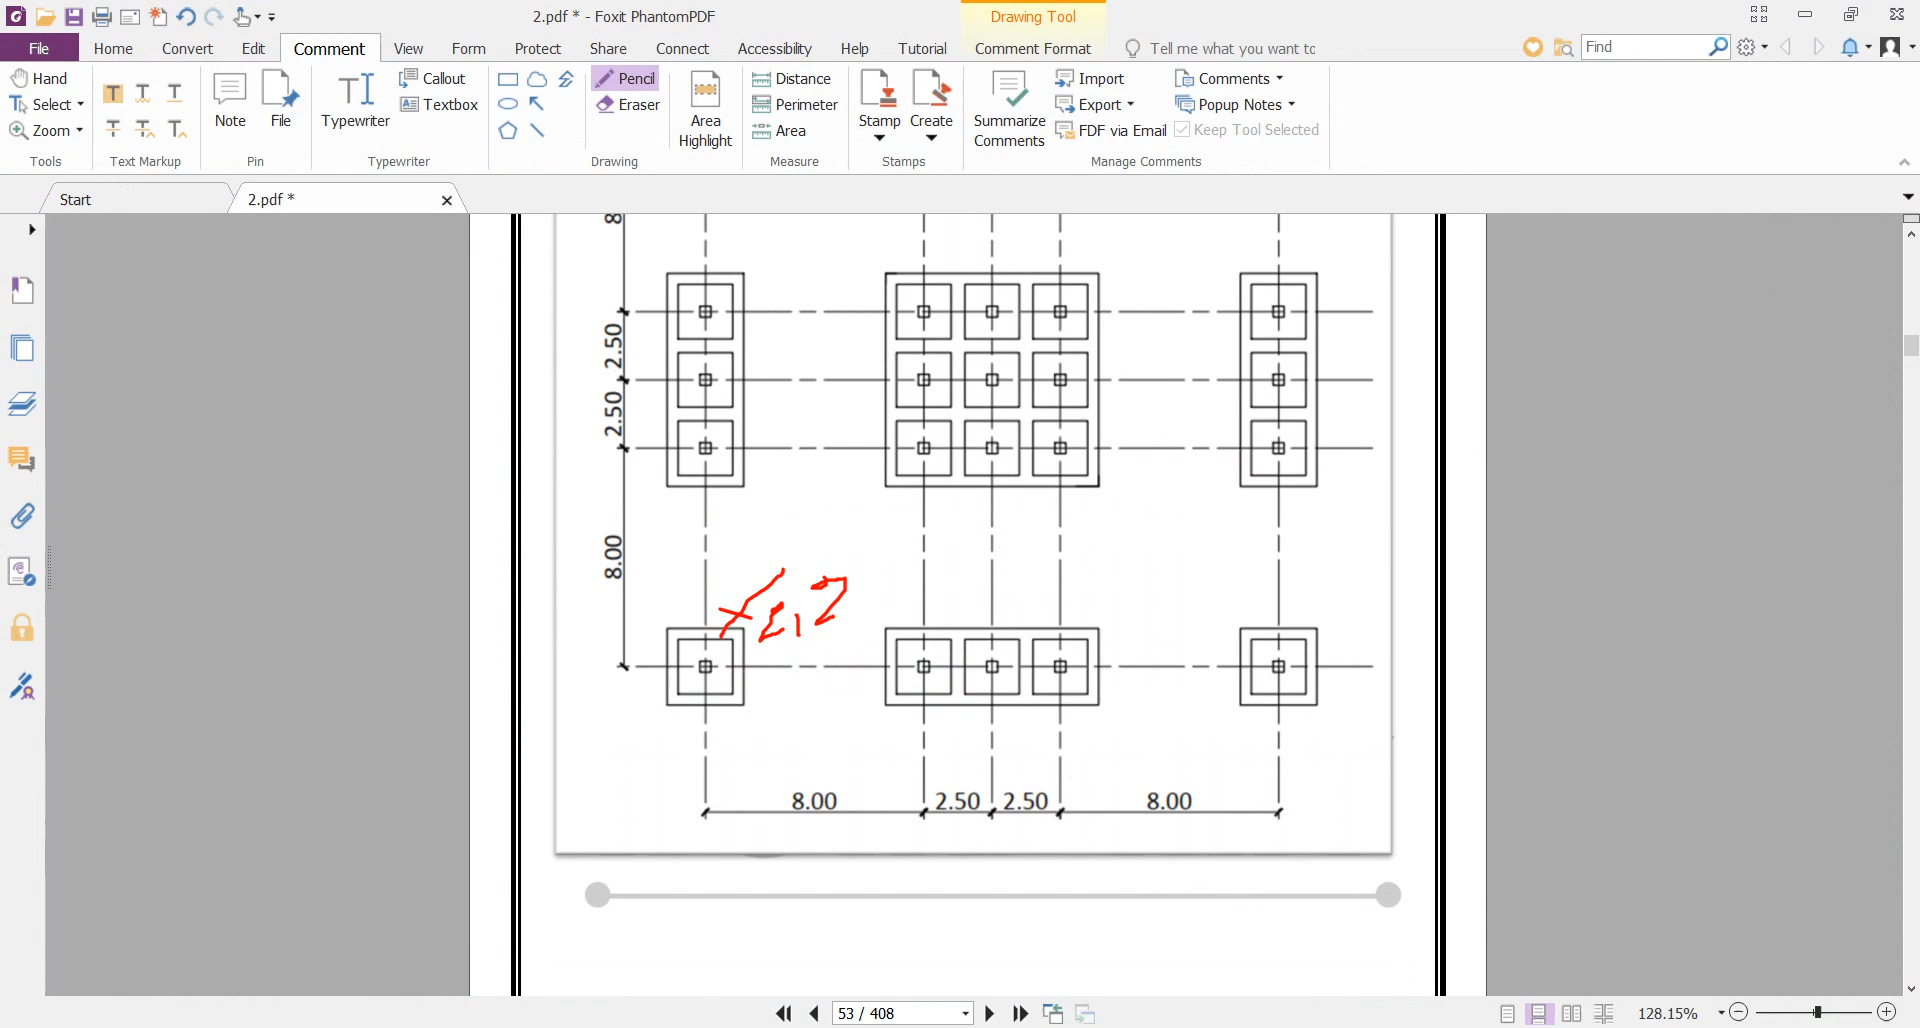 2.pdf * - Foxit PhantomPDF
Drawing Tool
File Home Convert Edit Comment View Form Protect Share Connect Accessibility Help Tutorial Comment Format Tell me what you want to Find
Hand
Select
Zoom
Tools
Text Markup
Note
File
Pin
Typewriter
Callout
Textbox
Typewriter
Pencil
Eraser
Drawing
Area
Highlight
Distance
Perimeter
Area
Measure
Stamp
Create
Stamps
Summarize
Comments
Import
Export
FDF via Email
Comments
Popup Notes
Keep Tool Selected
Manage Comments
Start
2.pdf *
8
2.50
2.50
8.00
8.00 2.50 2.50 8.00
53 / 408
128.15%